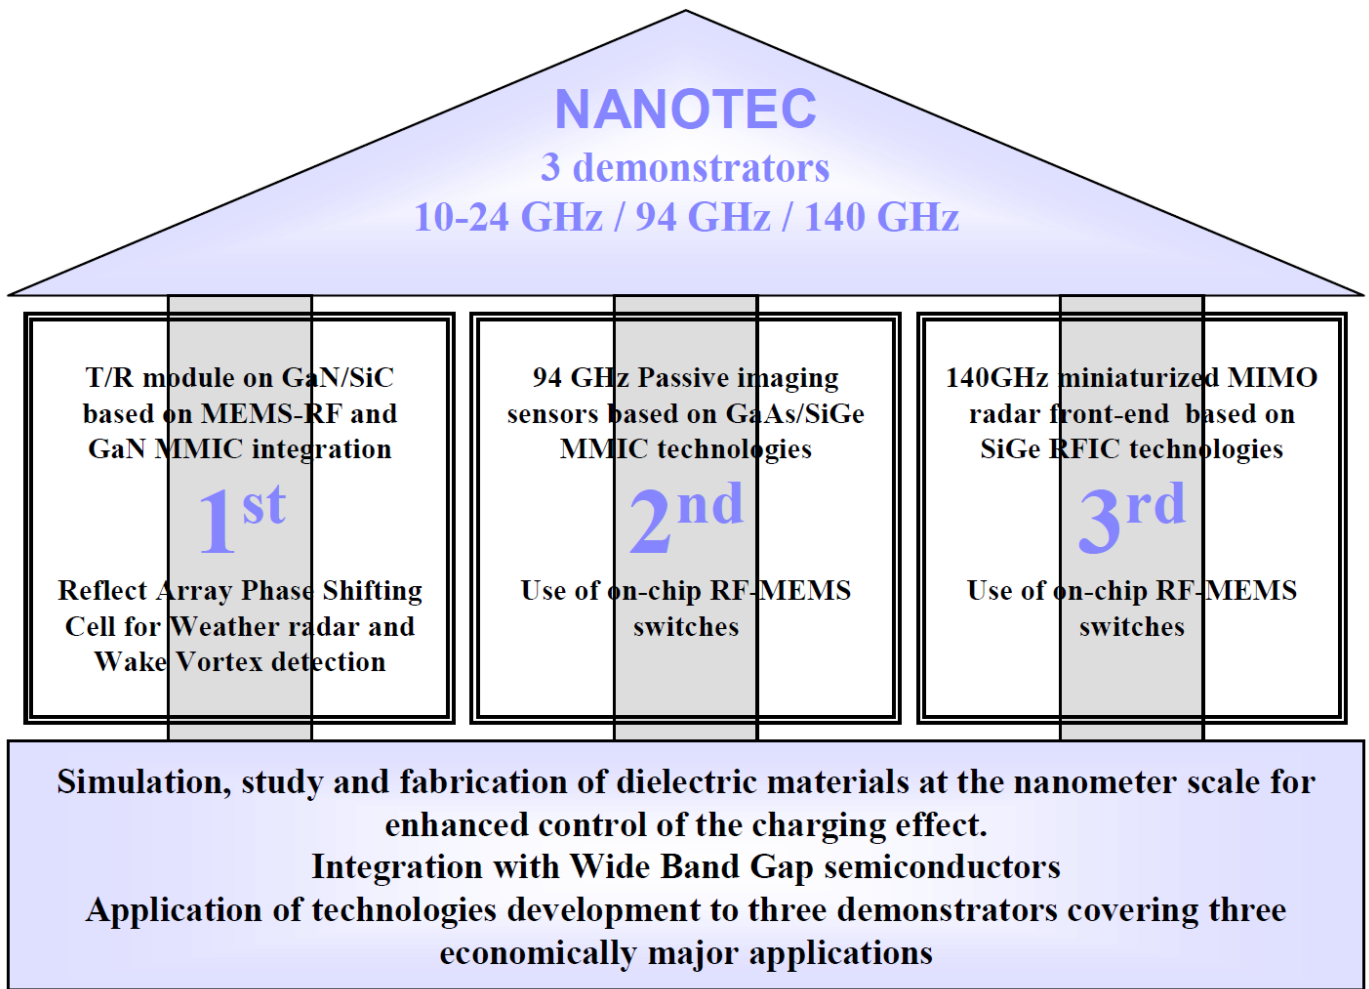 NANOTEC
3 demonstrators
10-24 GHz / 94 GHz / 140 GHz
T/R module on GaN/SiC
based on MEMS-RF and
GaN MMIC integration
1st
Reflect Array Phase Shifting
Cell for Weather radar and
Wake Vortex detection
94 GHz Passive imaging
sensors based on GaAs/SiGe
MMIC technologies
2nd
Use of on-chip RF-MEMS
switches
140GHz miniaturized MIMO
radar front-end based on
SiGe RFIC technologies
3rd
Use of on-chip RF-MEMS
switches
Simulation, study and fabrication of dielectric materials at the nanometer scale for
enhanced control of the charging effect.
Integration with Wide Band Gap semiconductors
Application of technologies development to three demonstrators covering three
economically major applications